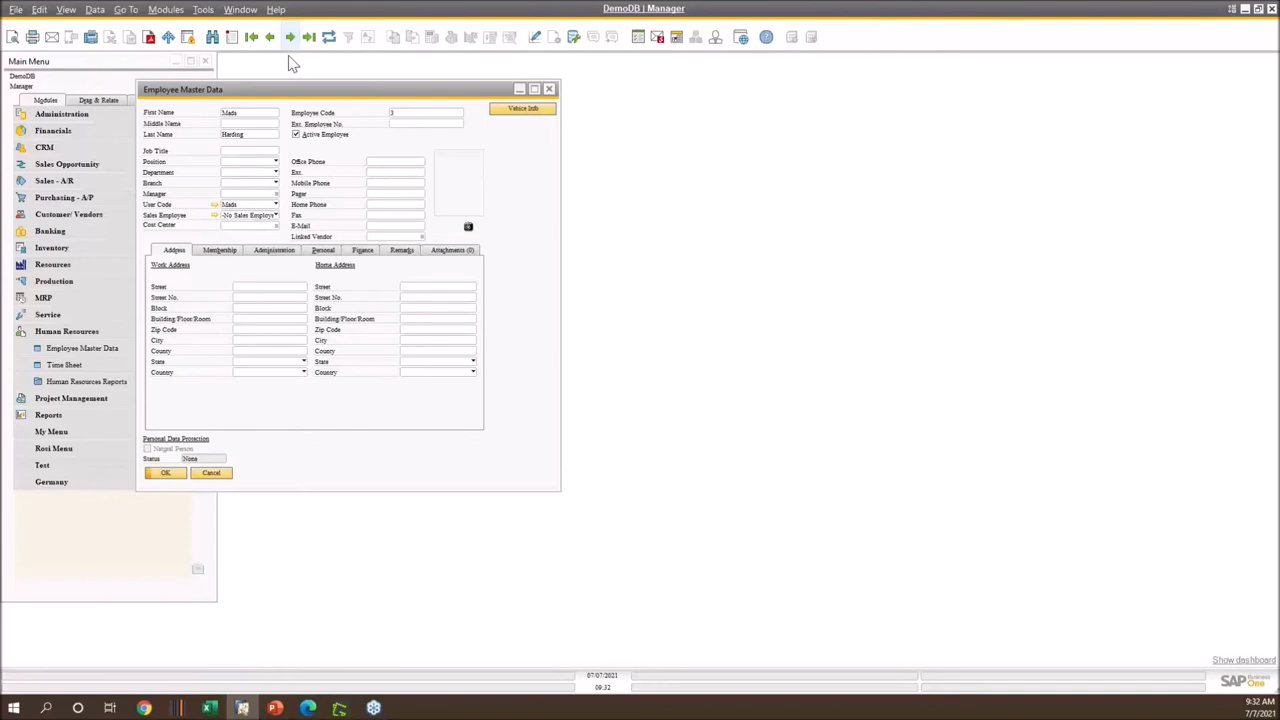 File Edit View Data Go To Modules Tools Window Help
DemoDB | Manager
Main Menu
DemoDB
Manager
Modules Drag & Relate
Administration
Financials
CRM
Sales Opportunity
Sales - A/R
Purchasing - A/P
Customer/ Vendors
Banking
Inventory
Resources
Production
MRP
Service
Human Resources
Employee Master Data
Time Sheet
Human Resources Reports
Project Management
Reports
My Menu
Rosi Menu
Test
Germany
Employee Master Data
First Name Mads Employee Code 3
Middle Name Ext. Employee No.
Last Name Harding Active Employee
Job Title
Position Office Phone
Department Ext.
Branch Mobile Phone
Manager Pager
User Code Mads Home Phone
Sales Employee -No Sales Employe Fax
Cost Center E-Mail
Linked Vendor
Address Membership Administration Personal Finance Remarks Attachments (0)
Work Address Home Address
Street Street
Street No. Street No.
Block Block
Building/Floor/Room Building/Floor/Room
Zip Code Zip Code
City City
County County
State State
Country Country
Personal Data Protection
Natural Person
Status None
OK Cancel
Show dashboard
07/07/2021
09:32
SAP Business One
9:32 AM
7/7/2021